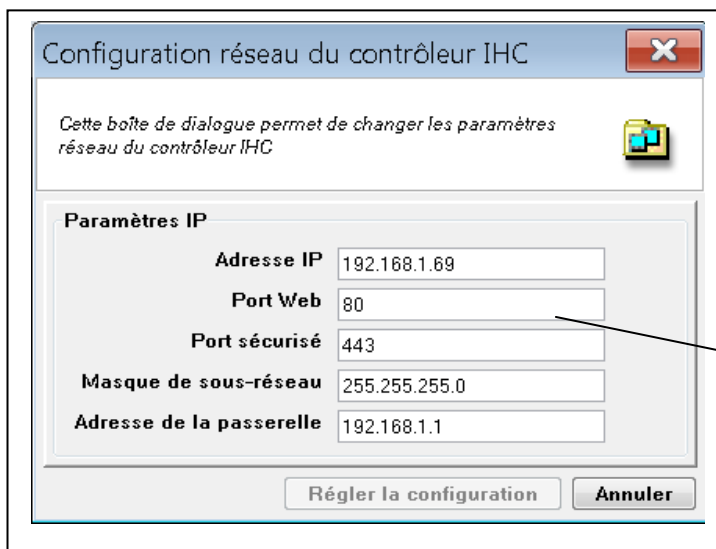 Configuration réseau du contrôleur IHC
Cette boîte de dialogue permet de changer les paramètres
réseau du contrôleur IHC
Paramètres IP
Adresse IP 192.168.1.69
Port Web 80
Port sécurisé 443
Masque de sous-réseau 255.255.255.0
Adresse de la passerelle 192.168.1.1
Régler la configuration Annuler